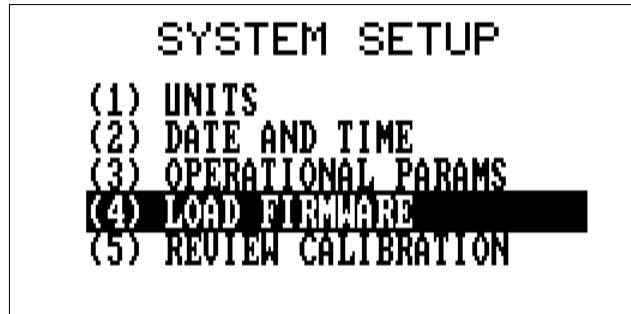 SYSTEM SETUP
(1) UNITS
(2) DATE AND TIME
(3) OPERATIONAL PARAMS
(4) LOAD FIRMWARE
(5) REVIEW CALIBRATION